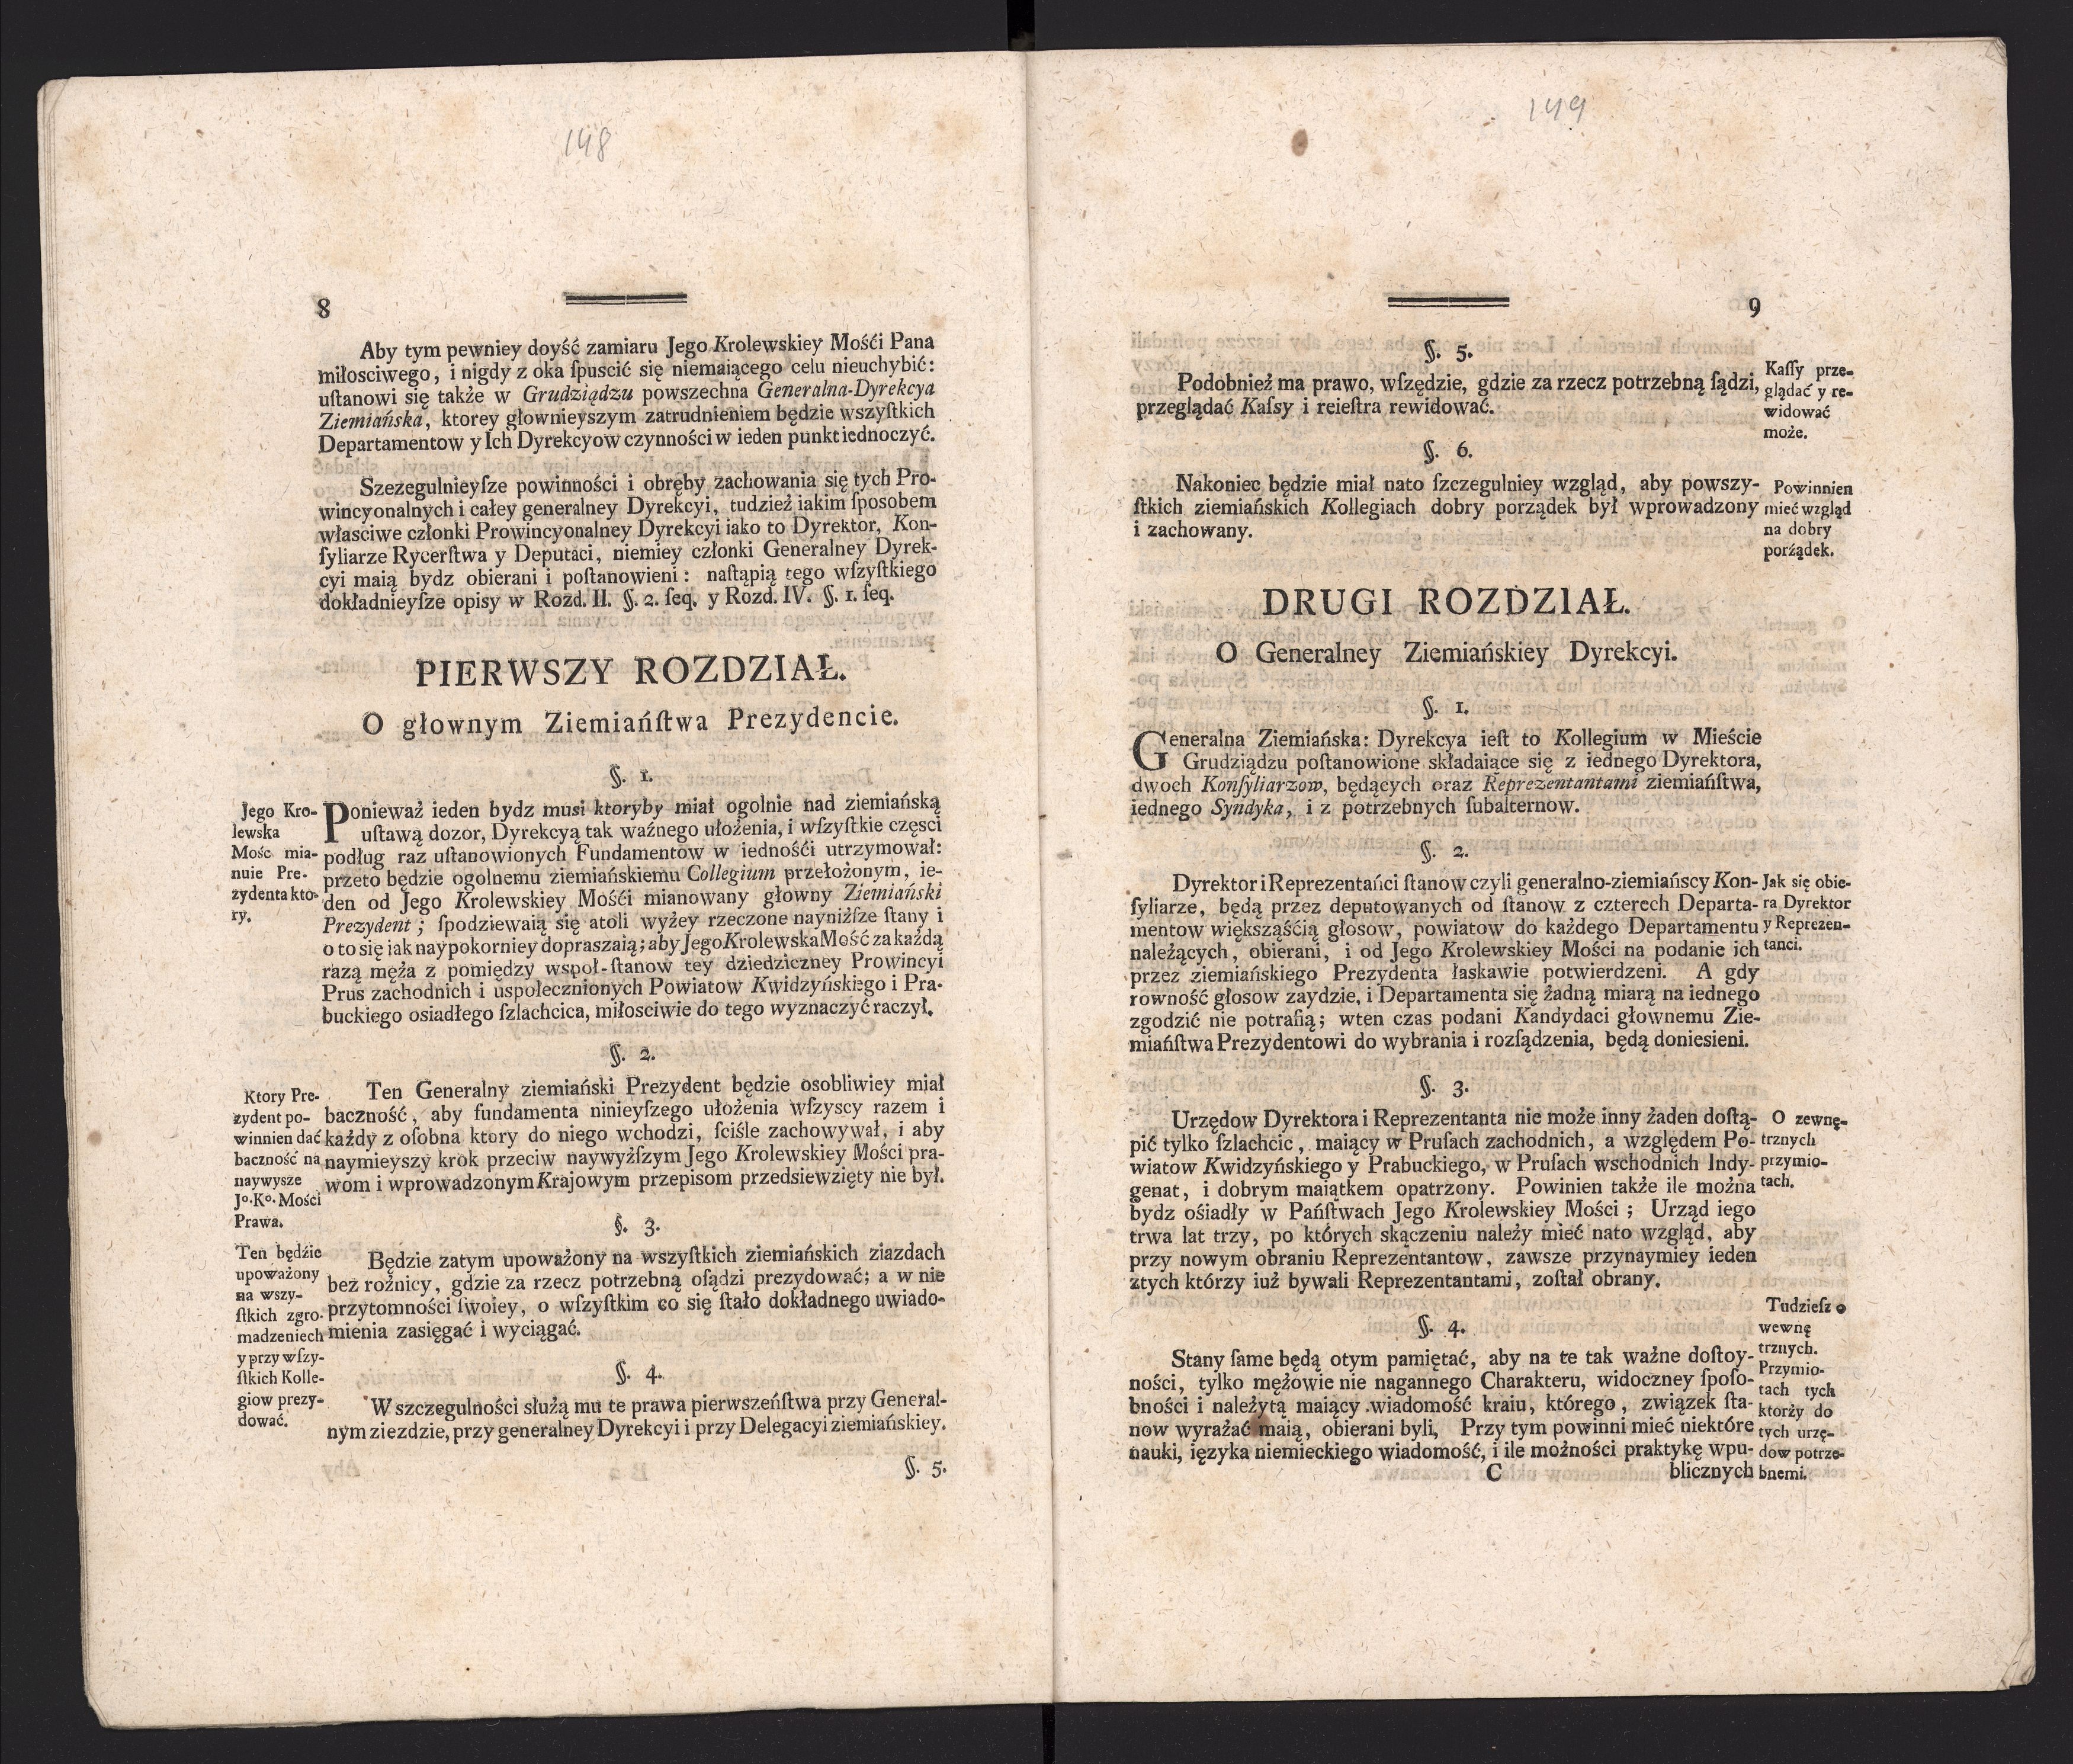 148
8
Aby tym pewniey doyść zamiaru Jego Krolewskiey Mośći Pana
miłosciwego, i nigdy z oka ſpuscić się niemaiącego celu nieuchybić:
uſtanowi się także w Grudziądzu powszechna Generalna-Dyrekcya
Ziemiańska, ktorey głownieyszym zatrudnieniem będzie wszyſtkich
Departamentow y Ich Dyrekcyow czynności w ieden punkt iednoczyć.
Szezegulnieyſze powinności i obręby zachowania się tych Pro-
wincyonalnych i całey generalney Dyrekcyi, tudzież iakim ſposobem
własciwe członki Prowincyonalney Dyrekcyi iako to Dyrektor, Kon-
ſyliarze Rycerſtwa y Deputaci, niemiey członki Generalney Dyrek-
cyi maią bydz obierani i poſtanowieni: naſtąpią tego wſzyſtkiego
dokładnieyſze opisy w Rozd. II. §. 2. ſeq. y Rozd. IV. §. 1. ſeq.
PIERWSZY ROZDZIAŁ.
O głownym Ziemiańſtwa Prezydencie.
§. 1.
Jego Kro-
lewska
Mośc mia-
nuie Pre-
zydenta kto-
ry.
Ponieważ ieden bydz musi ktoryby miał ogolnie nad ziemiańską
uſtawą dozor, Dyrekcyą tak ważnego ułożenia, i wſzyſtkie częsci
podług raz uſtanowionych Fundamentow w iednośći utrzymował:
przeto będzie ogolnemu ziemiańskiemu Collegium przełożonym, ie-
den od Jego Krolewskiey Mośći mianowany głowny Ziemiański
Prezydent; ſpodziewaią się atoli wyżey rzeczone nayniżſze ſtany i
o to się iak naypokorniey dopraszaią; aby Jego Krolewska Mość za każdą
razą męża z pomiędzy wspoł-ſtanow tey dziedziczney Prowincyi
Prus zachodnich i uspołecznionych Powiatow Kwidzyńskiego i Pra-
buckiego osiadłego ſzlachcica, miłosciwie do tego wyznaczyć raczył.
§. 2.
Ktory Pre-
zydent po-
winnien dać
baczność na
naywysze
Jº. Kº. Mości
Prawa.
Ten Generalny ziemiański Prezydent będzie osobliwiey miał
baczność, aby fundamenta ninieyſzego ułożenia wſzyscy razem i
każdy z oſobna ktory do niego wchodzi, ſciśle zachowywał, i aby
naymieyszy krok przeciw naywyżſzym Jego Krolewskiey Mości pra-
wom i wprowadzonym Krajowym przepisom przedsiewzięty nie był.
§. 3.
Ten będźie
upoważony
na wszy-
ſtkich zgro-
madzeniech
y przy wſzy-
ſtkich Kolle-
giow prezy-
dować.
Będzie zatym upoważony na wszyſtkich ziemiańskich ziazdach
bez rożnicy, gdzie za rzecz potrzebną oſądzi prezydować; a w nie
przytomności ſwoiey, o wſzyſtkim co się ſtało dokładnego uwiado-
mienia zasięgać i wyciągać.
§. 4.
W szczegulności służą mu te prawa pierwszeńſtwa przy General-
nym ziezdzie, przy generalney Dyrekcyi i przy Delegacyi ziemiańskiey.
§. 5.
149
9
§. 5.
Podobnież ma prawo, wſzędzie, gdzie za rzecz potrzebną ſądzi,
przeglądać Kaſsy i reieſtra rewidować.
Kaſſy prze-
glądać y re-
widować
może.
§. 6.
Nakoniec będzie miał nato ſzczegulniey wzgląd, aby powszy-
ſtkich ziemiańskich Kollegiach dobry porządek był wprowadzony
i zachowany.
Powinnien
mieć wzgląd
na dobry
porźądek.
DRUGI ROZDZIAŁ.
O Generalney Ziemiańskiey Dyrekcyi.
§. 1.
Generalna Ziemiańska: Dyrekcya ieſt to Kollegium w Mieście
Grudziądzu poſtanowione składaiące się z iednego Dyrektora,
dwoch Konſyliarzow, będących oraz Reprezentantami ziemiańſtwa,
iednego Syndyka, i z potrzebnych ſubalternow.
§. 2.
Dyrektor i Reprezentańci ſtanow czyli generalno-ziemiańscy Kon-
ſyliarze, będą przez deputowanych od ſtanow z czterech Departa-
mentow większąśćią głosow, powiatow do każdego Departamentu
należących, obierani, i od Jego Krolewskiey Mości na podanie ich
przez ziemiańskiego Prezydenta łaskawie potwierdzeni. A gdy
rowność głosow zaydzie, i Departamenta się żadną miarą na iednego
zgodzić nie potrafią; wten czas podani Kandydaci głownemu Zie-
miańſtwa Prezydentowi do wybrania i rozſądzenia, będą doniesieni.
Jak się obie-
ra Dyrektor
y Reprezen-
tanci.
§. 3.
Urzędow Dyrektora i Reprezentanta nie może inny żaden doſtą-
pić tylko ſzlachcic, maiący w Pruſach zachodnich, a względem Po-
wiatow Kwidzyńskiego y Prabuckiego, w Pruſach wschodnich Indy-
genat, i dobrym maiątkem opatrzony. Powinien także ile można
bydz ośiadły w Pańſtwach Jego Krolewskiey Mości; Urząd iego
trwa lat trzy, po których skączeniu należy mieć nato wzgląd, aby
przy nowym obraniu Reprezentantow, zawsze przynaymiey ieden
ztych którzy iuż bywali Reprezentantami, zoſtał obrany.
O zewnę-
trznych
przymio-
tach.
§. 4.
Stany ſame będą otym pamiętać, aby na te tak ważne doſtoy-
ności, tylko mężowie nie nagannego Charakteru, widoczney ſpoſo-
bności i należytą maiący wiadomość kraiu, którego, związek ſta-
now wyrażać maią, obierani byli, Przy tym powinni mieć niektóre
nauki, ięzyka niemieckiego wiadomość, i ile możności praktykę wpu-
Tudzieſz o
wewnę
trznych.
Przymio-
tach tych
ktorży do
tych urzę-
dow potrze-
bnemi.
C
blicznych